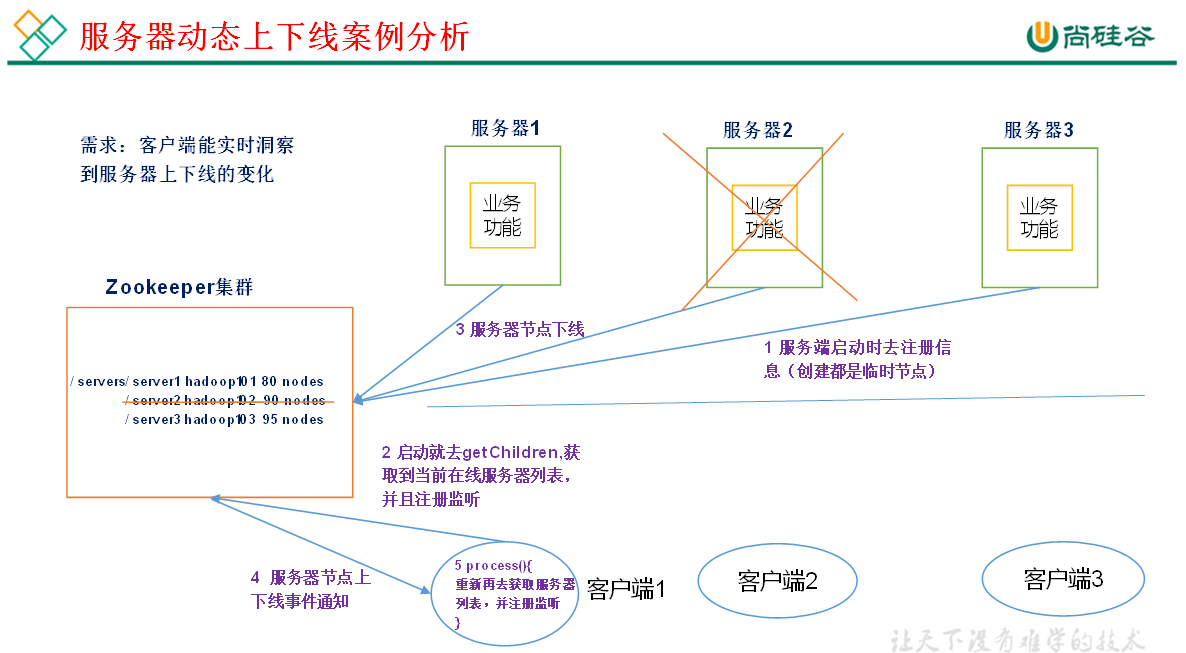 服务器动态上下线案例分析
尚硅谷
需求：客户端能实时洞察
到服务器上下线的变化
服务器1
服务器2
服务器3
业务
功能
业务
功能
业务
功能
Zookeeper集群
3 服务器节点下线
1 服务端启动时去注册信
息（创建都是临时节点）
/servers/server1 hadoop101 80 nodes
/server2 hadoop102 90 nodes
/server3 hadoop103 95 nodes
2 启动就去getChildren,获
取到当前在线服务器列表，
并且注册监听
4 服务器节点上
下线事件通知
5 process(){
重新再去获取服务器
列表，并注册监听
}
客户端1
客户端2
客户端3
让天下没有难学的技术